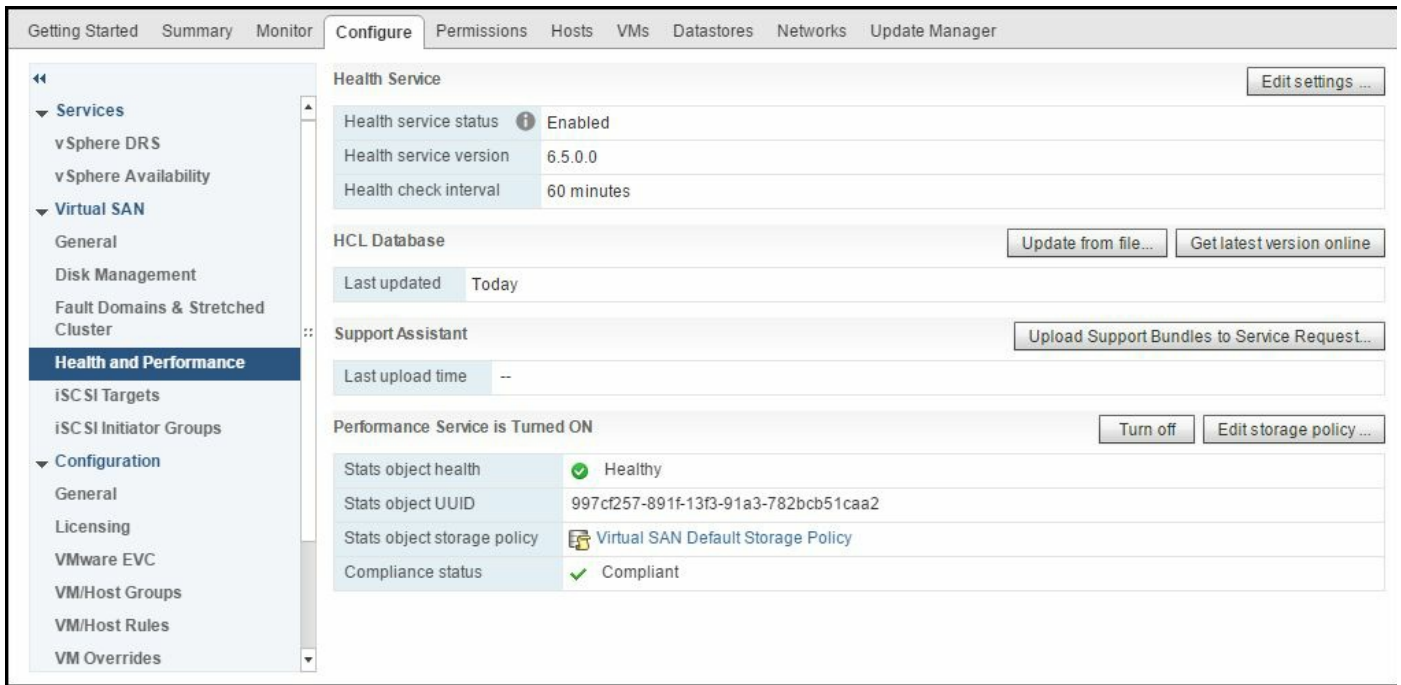 Getting Started Summary Monitor Configure Permissions Hosts VMs Datastores Networks Update Manager
Services
vSphere DRS
vSphere Availability
Virtual SAN
General
Disk Management
Fault Domains & Stretched
Cluster
Health and Performance
iSCSI Targets
iSCSI Initiator Groups
Configuration
General
Licensing
VMware EVC
VM/Host Groups
VM/Host Rules
VM Overrides
Health Service Edit settings ...
Health service status Enabled
Health service version 6.5.0.0
Health check interval 60 minutes
HCL Database Update from file... Get latest version online
Last updated Today
Support Assistant Upload Support Bundles to Service Request...
Last upload time --
Performance Service is Turned ON Turn off Edit storage policy ...
Stats object health Healthy
Stats object UUID 997cf257-891f-13f3-91a3-782bcb51caa2
Stats object storage policy Virtual SAN Default Storage Policy
Compliance status Compliant